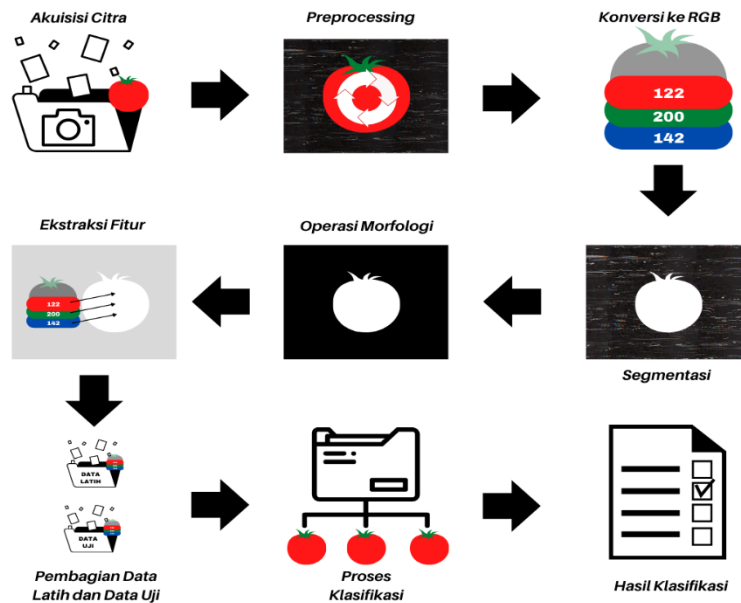 Akuisisi Citra
Preprocessing
Konversi ke RGB
122
200
142
Segmentasi
Operasi Morfologi
Ekstraksi Fitur
122
200
142
DATA
LATIH
DATA
UJI
Pembagian Data
Latih dan Data Uji
Proses
Klasifikasi
Hasil Klasifikasi